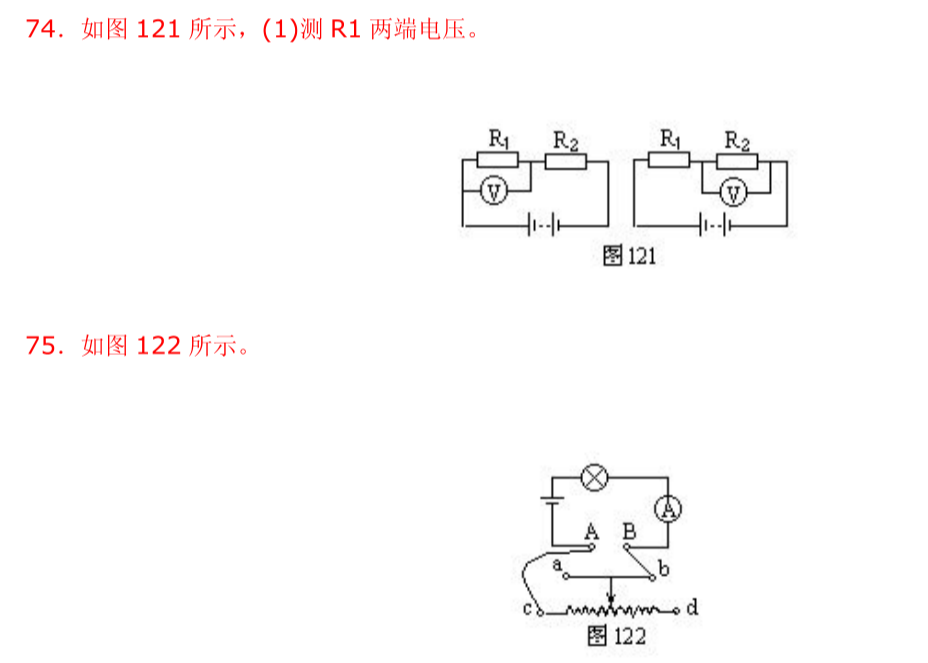 74. 如图 121 所示，(1)测 R1 两端电压。
R1 R2 R1 R2
V V
图 121
75. 如图 122 所示。
A
A B
a b
c d
图 122